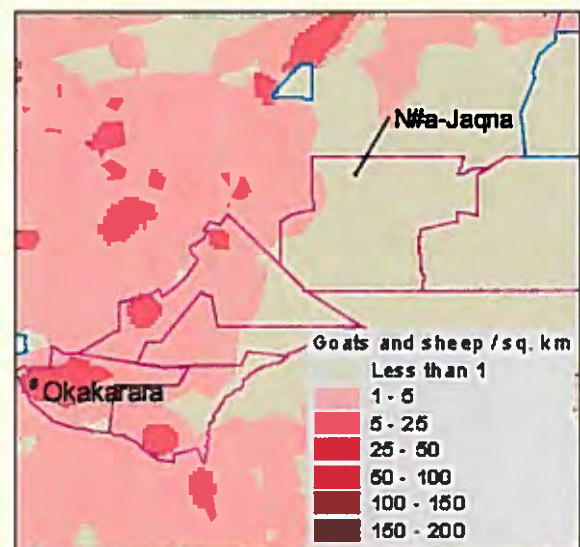 N#a-Jaqna
Goats and sheep / sq. km
Less than 1
1 - 5
Okakarara
5 - 25
25 - 50
50 - 100
100 - 150
150 - 200